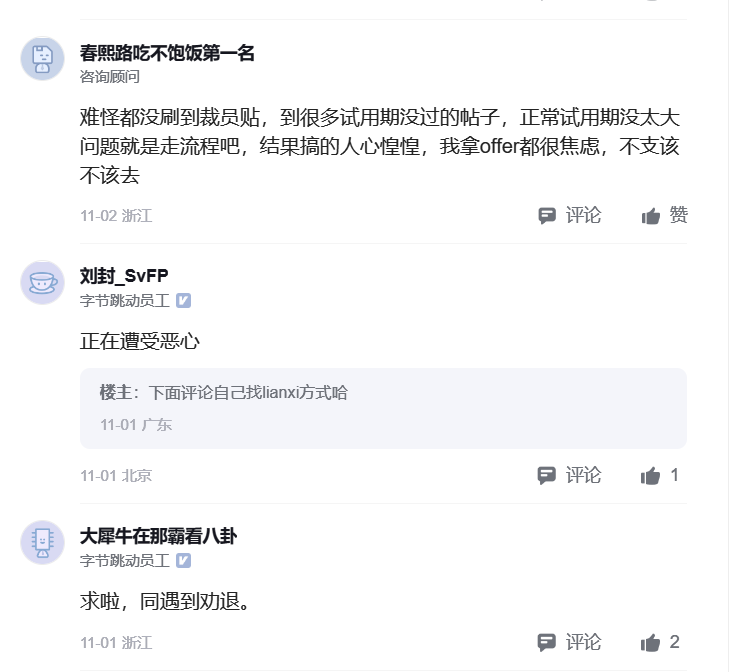 春熙路吃不饱饭第一名
咨询顾问
难怪都没刷到裁员贴，到很多试用期没过的帖子，正常试用期没太大
问题就是走流程吧，结果搞的人心惶惶，我拿offer都很焦虑，不支该
不该去
11-02 浙江
评论
赞
刘封_SvFP
字节跳动员工
正在遭受恶心
楼主：下面评论自己找lianxi方式哈
11-01 广东
11-01 北京
评论
1
大犀牛在那霸看八卦
字节跳动员工
求啦，同遇到劝退。
11-01 浙江
评论
2